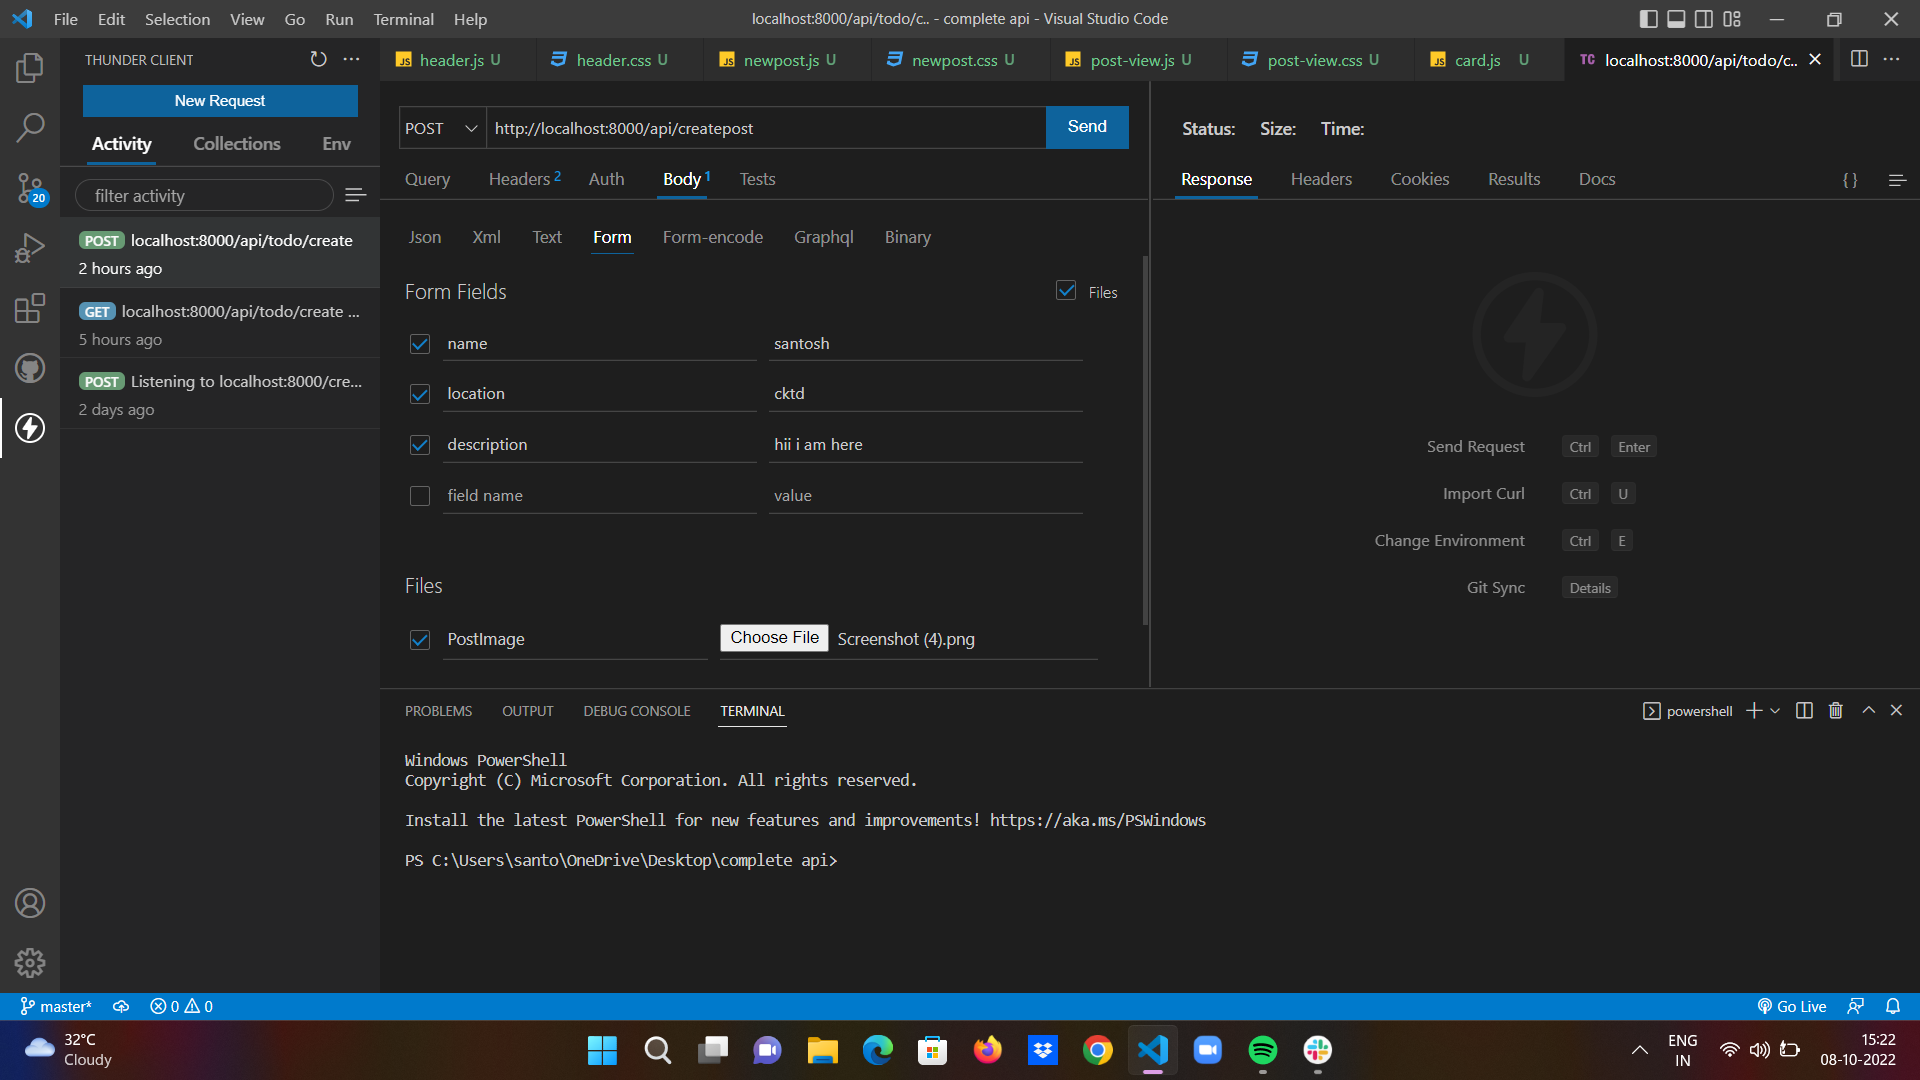 File Edit Selection View Go Run Terminal Help
localhost:8000/api/todo/c.. - complete api - Visual Studio Code
THUNDER CLIENT
New Request
Activity Collections Env
filter activity
POST localhost:8000/api/todo/create
2 hours ago
GET localhost:8000/api/todo/create ...
5 hours ago
POST Listening to localhost:8000/cre...
2 days ago
20
JS header.js U
header.css U
JS newpost.js U
newpost.css U
JS post-view.js U
post-view.css U
JS card.js U
TC localhost:8000/api/todo/c..
POST http://localhost:8000/api/createpost Send
Query Headers 2 Auth Body 1 Tests
Json Xml Text Form Form-encode Graphql Binary
Form Fields Files
name santosh
location cktd
description hii i am here
field name value
Files
PostImage Choose File Screenshot (4).png
Status: Size: Time:
Response Headers Cookies Results Docs { }
Send Request Ctrl Enter
Import Curl Ctrl U
Change Environment Ctrl E
Git Sync Details
PROBLEMS OUTPUT DEBUG CONSOLE TERMINAL
powershell
Windows PowerShell
Copyright (C) Microsoft Corporation. All rights reserved.
Install the latest PowerShell for new features and improvements! https://aka.ms/PSWindows
PS C:\Users\santo\OneDrive\Desktop\complete api>
master* 0 0
Go Live
32°C
Cloudy
ENG
IN
15:22
08-10-2022